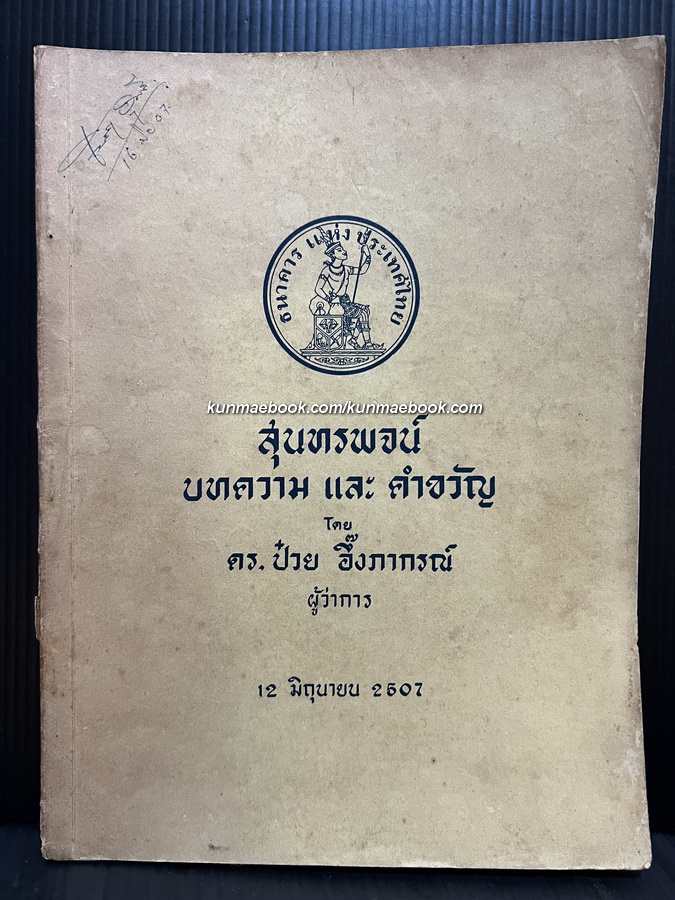 ธนาคารแห่งประเทศไทย
kunmaebook.com/kunmaebook.com
สุนทรพจน์
บทความ และ คำขวัญ
โดย
ดร. ป๋วย อึ๊งภากรณ์
ผู้ว่าการ
12 มิถุนายน 2507